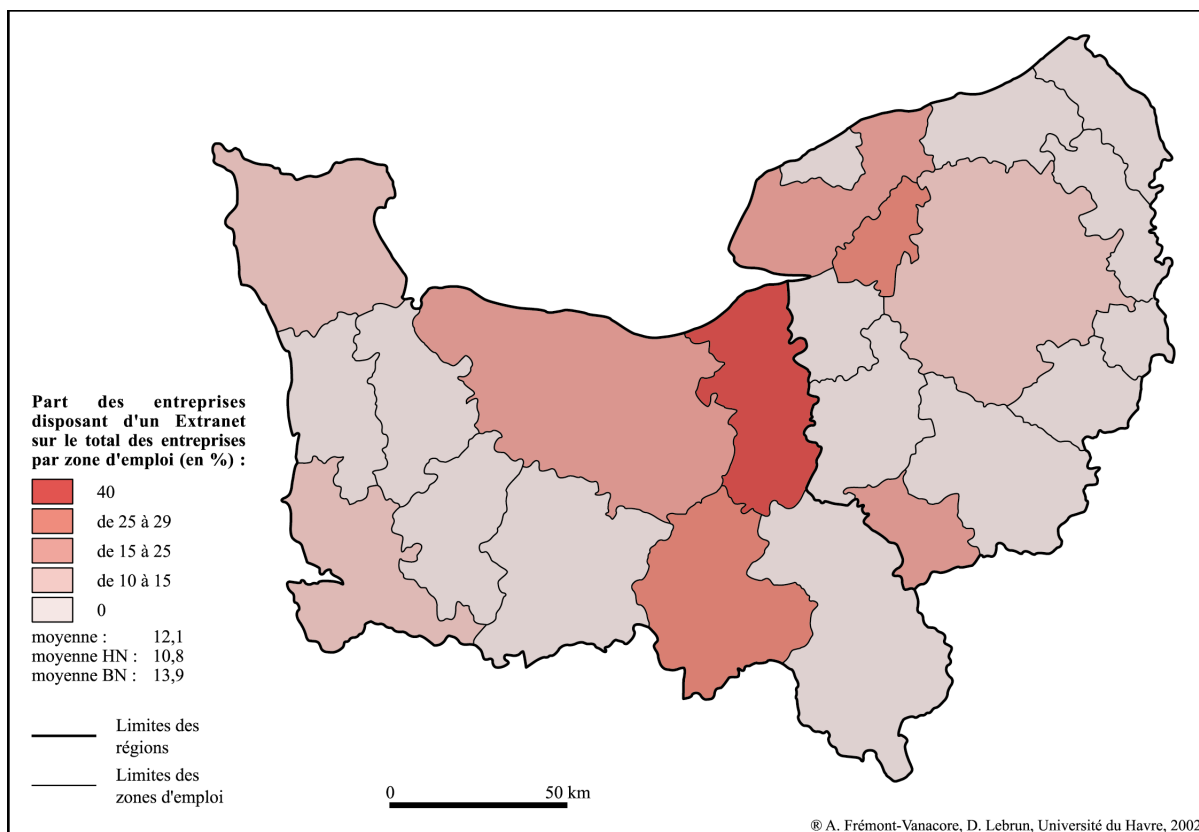 Part des entreprises
disposant d'un Extranet
sur le total des entreprises
par zone d'emploi (en %) :
40
de 25 à 29
de 15 à 25
de 10 à 15
0
moyenne : 12,1
moyenne HN : 10,8
moyenne BN : 13,9
Limites des
régions
Limites des
zones d'emploi
0 50 km
® A. Frémont-Vanacore, D. Lebrun, Université du Havre, 2002